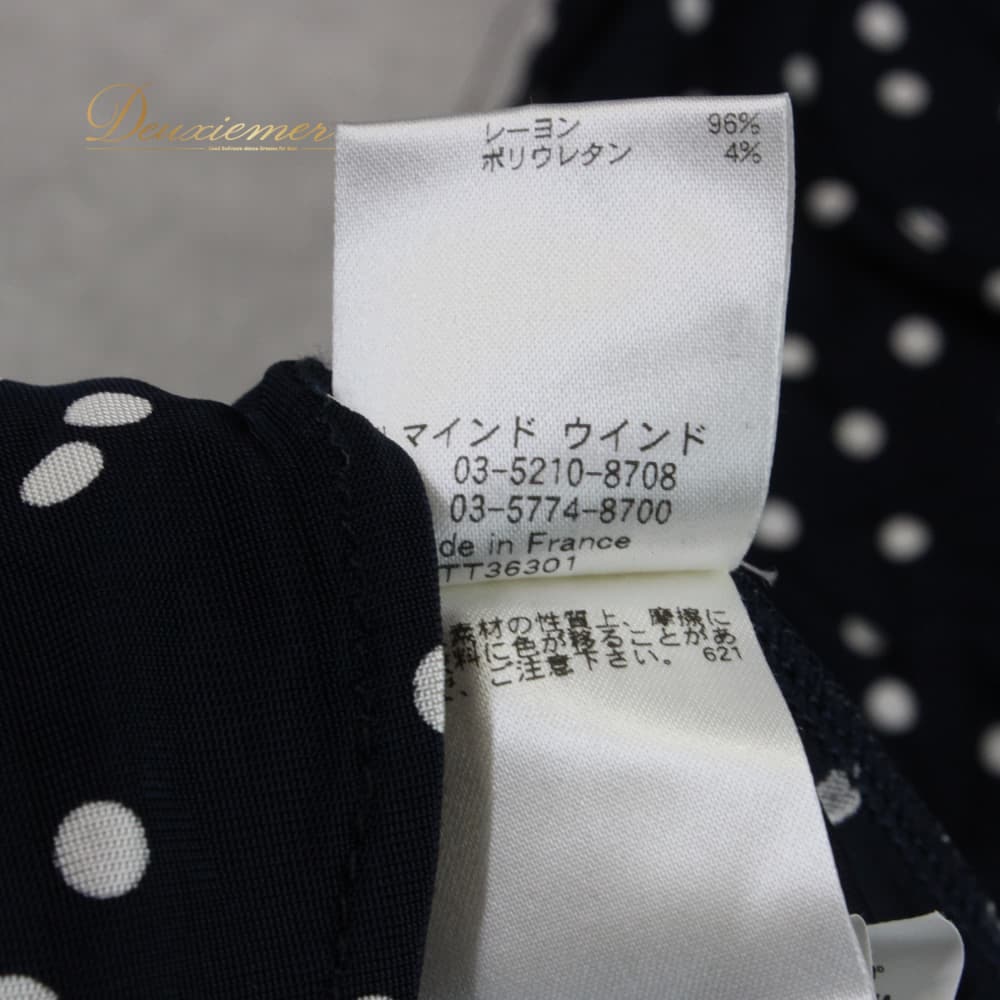 Deuxiemer
レーヨン 96%
ポリウレタン 4%
マインド ウインド
03-5210-8708
03-5774-8700
de in France
TT36301
素材の性質上、摩擦に
料に色が移ることがあ
、ご注意下さい。 621